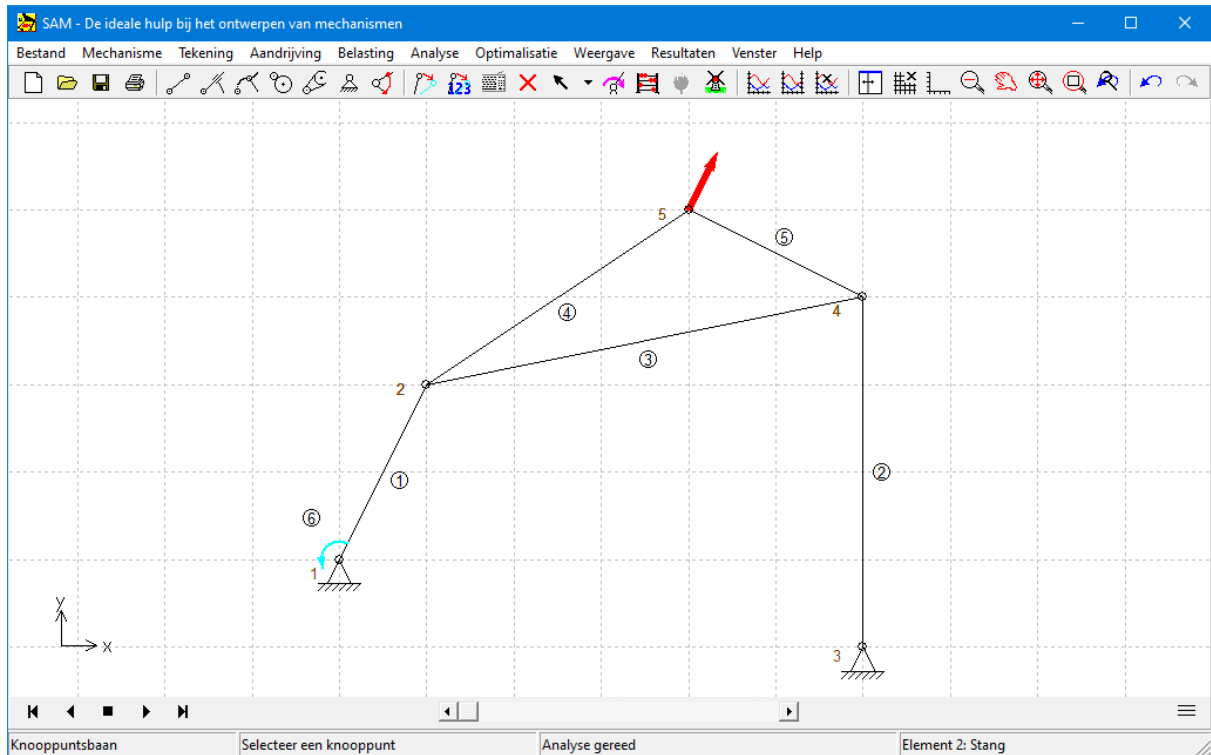 SAM - De ideale hulp bij het ontwerpen van mechanismen
Bestand Mechanisme Tekening Aandrijving Belasting Analyse Optimalisatie Weergave Resultaten Venster Help
123
5
⑤
4
④
③
2
①
②
⑥
1
y
x
3
Knooppuntsbaan Selecteer een knooppunt Analyse gereed Element 2: Stang